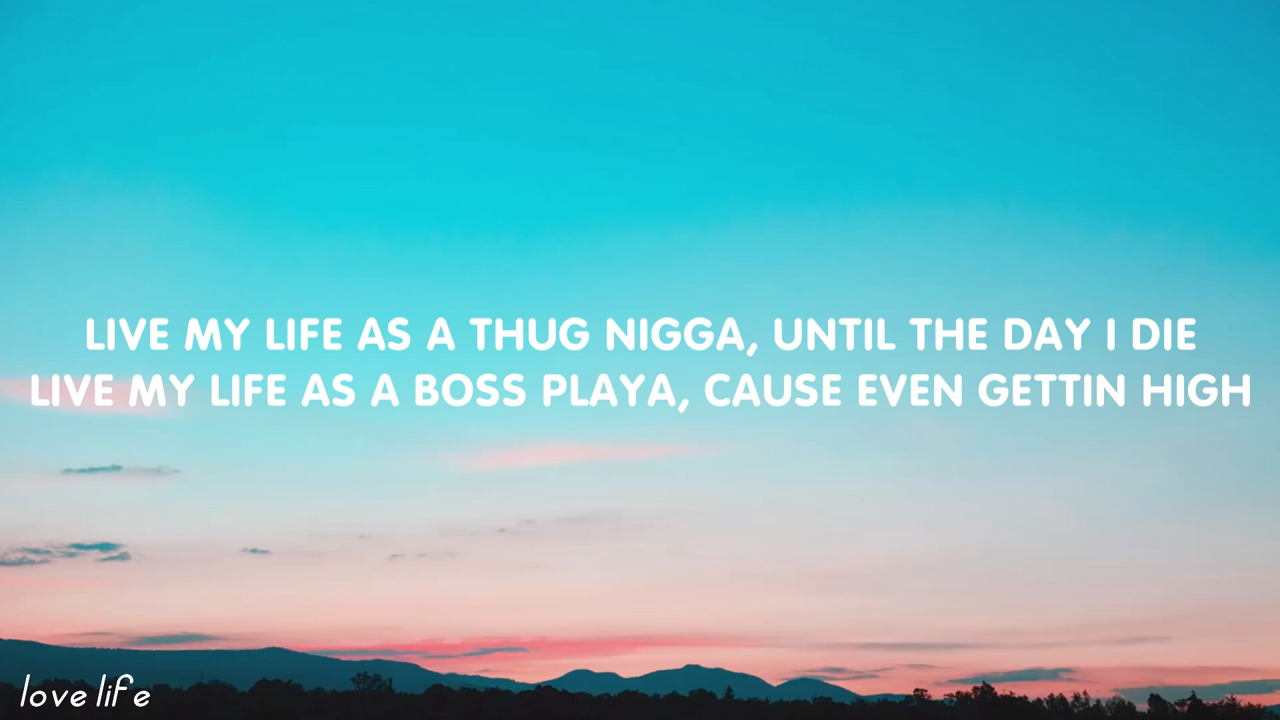 LIVE MY LIFE AS A THUG NIGGA, UNTIL THE DAY I DIE
LIVE MY LIFE AS A BOSS PLAYA, CAUSE EVEN GETTIN HIGH
love life